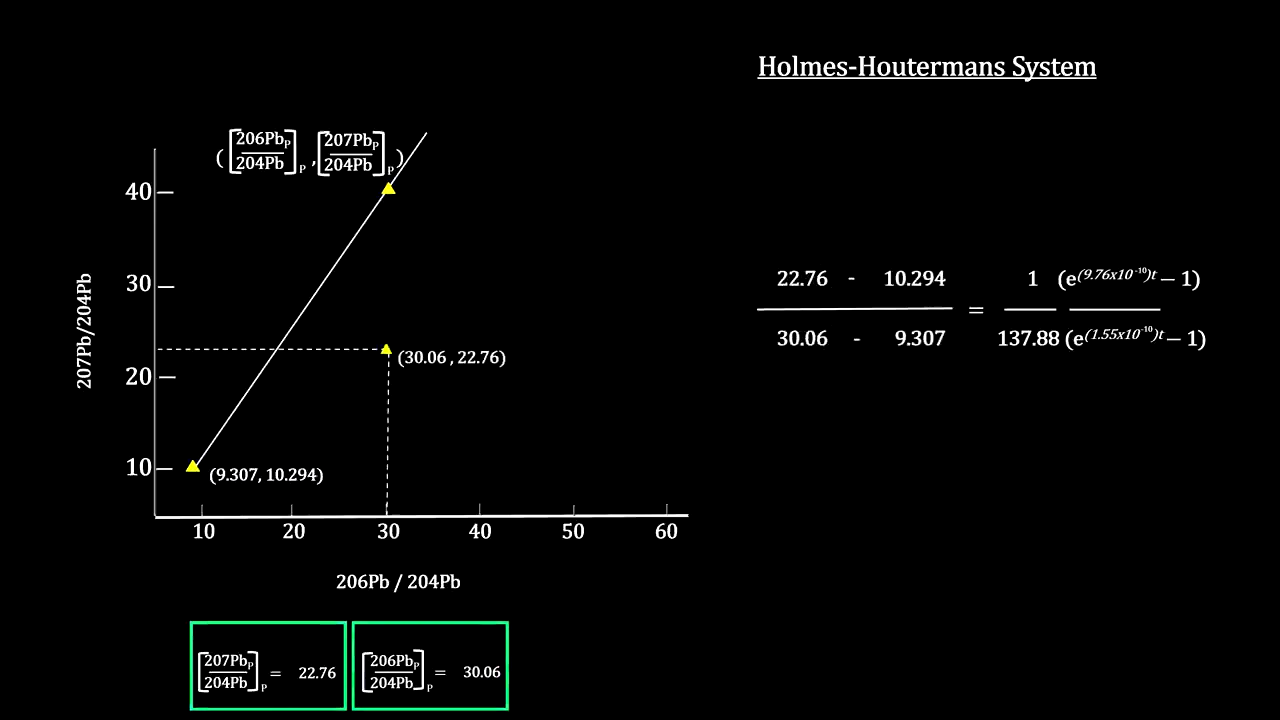 Holmes-Houtermans System
( [206Pbp / 204Pb]p , [207Pbp / 204Pb]p )
40
30
20
10
207Pb/204Pb
(30.06 , 22.76)
(9.307, 10.294)
10 20 30 40 50 60
206Pb / 204Pb
22.76 - 10.294 = 1 (e^(9.76x10^-10)t – 1)
30.06 - 9.307 137.88 (e^(1.55x10^-10)t – 1)
[207Pbp / 204Pb]p = 22.76
[206Pbp / 204Pb]p = 30.06